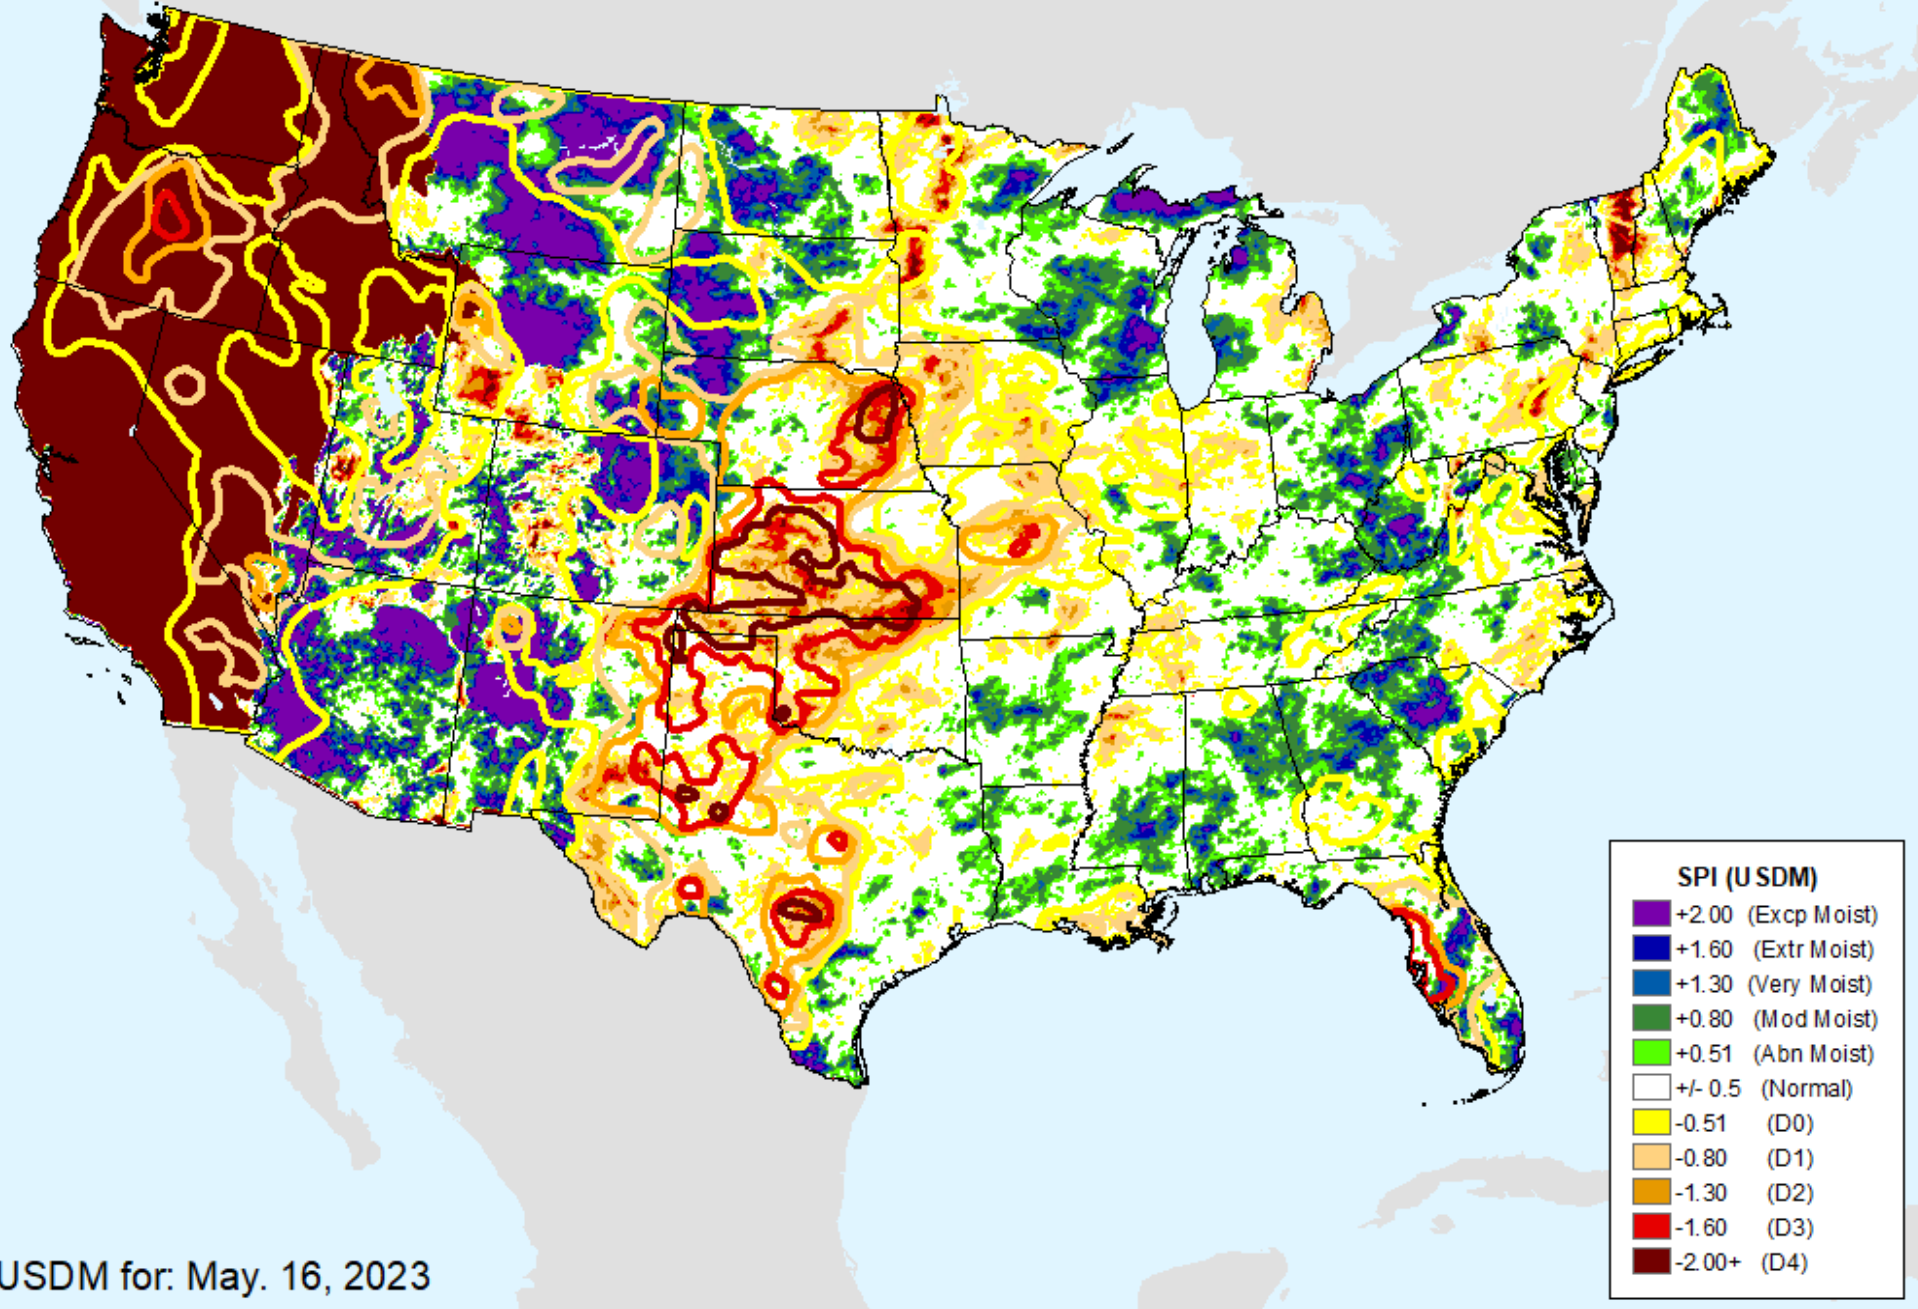 SPI (USDM)
+2.00 (Excp Moist)
+1.60 (Extr Moist)
+1.30 (Very Moist)
+0.80 (Mod Moist)
+0.51 (Abn Moist)
+/- 0.5 (Normal)
-0.51 (D0)
-0.80 (D1)
-1.30 (D2)
-1.60 (D3)
-2.00+ (D4)
USDM for: May. 16, 2023